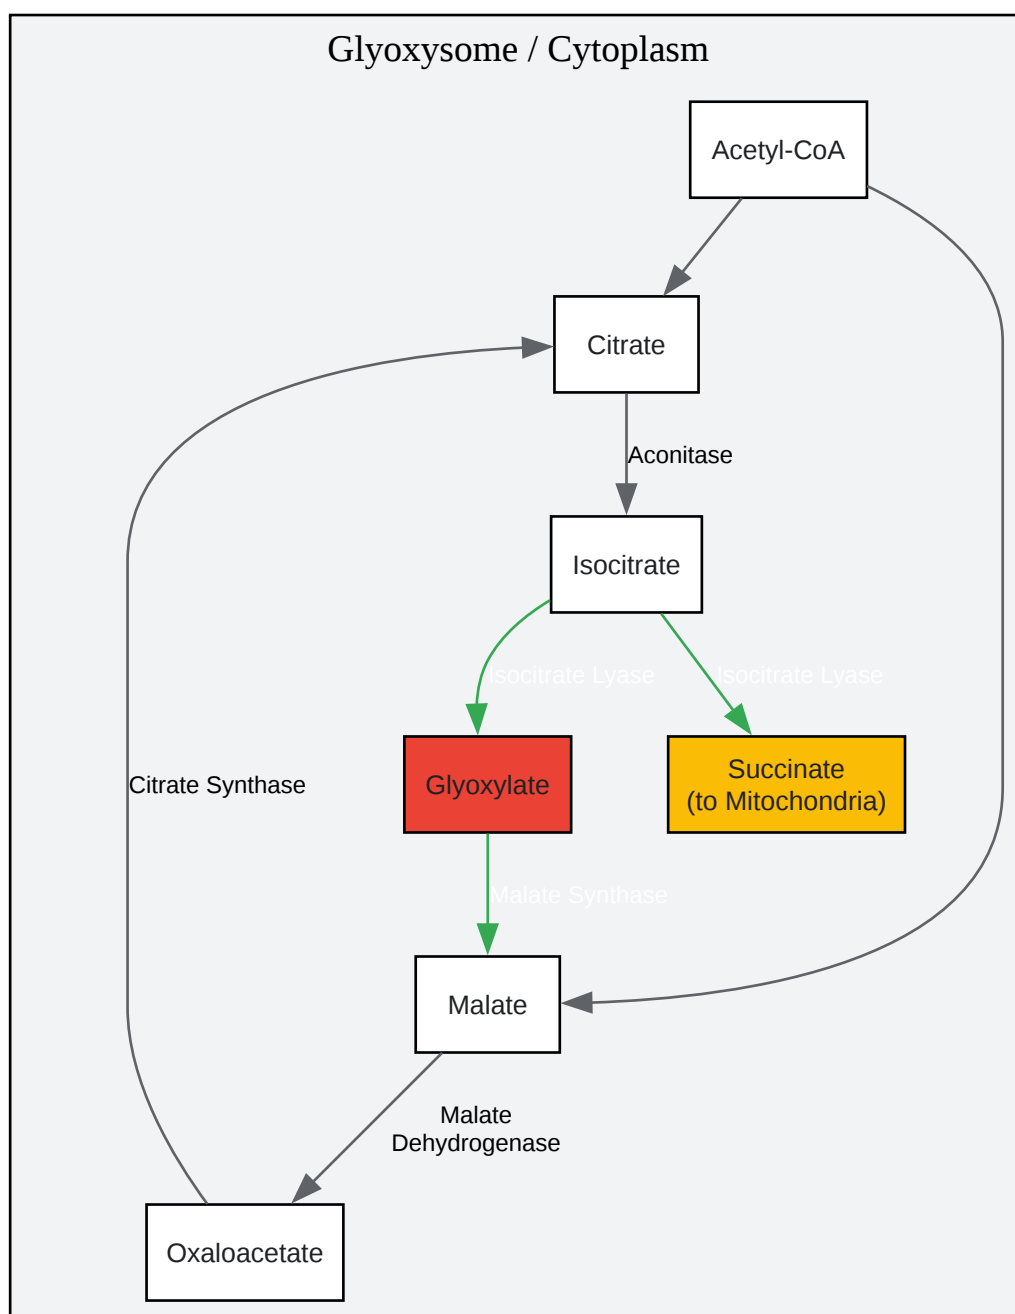 Glyoxysome / Cytoplasm
Acetyl-CoA
Citrate
Aconitase
Isocitrate
Isocitrate Lyase
Isocitrate Lyase
Glyoxylate
Succinate
(to Mitochondria)
Citrate Synthase
Malate Synthase
Malate
Malate
Dehydrogenase
Oxaloacetate